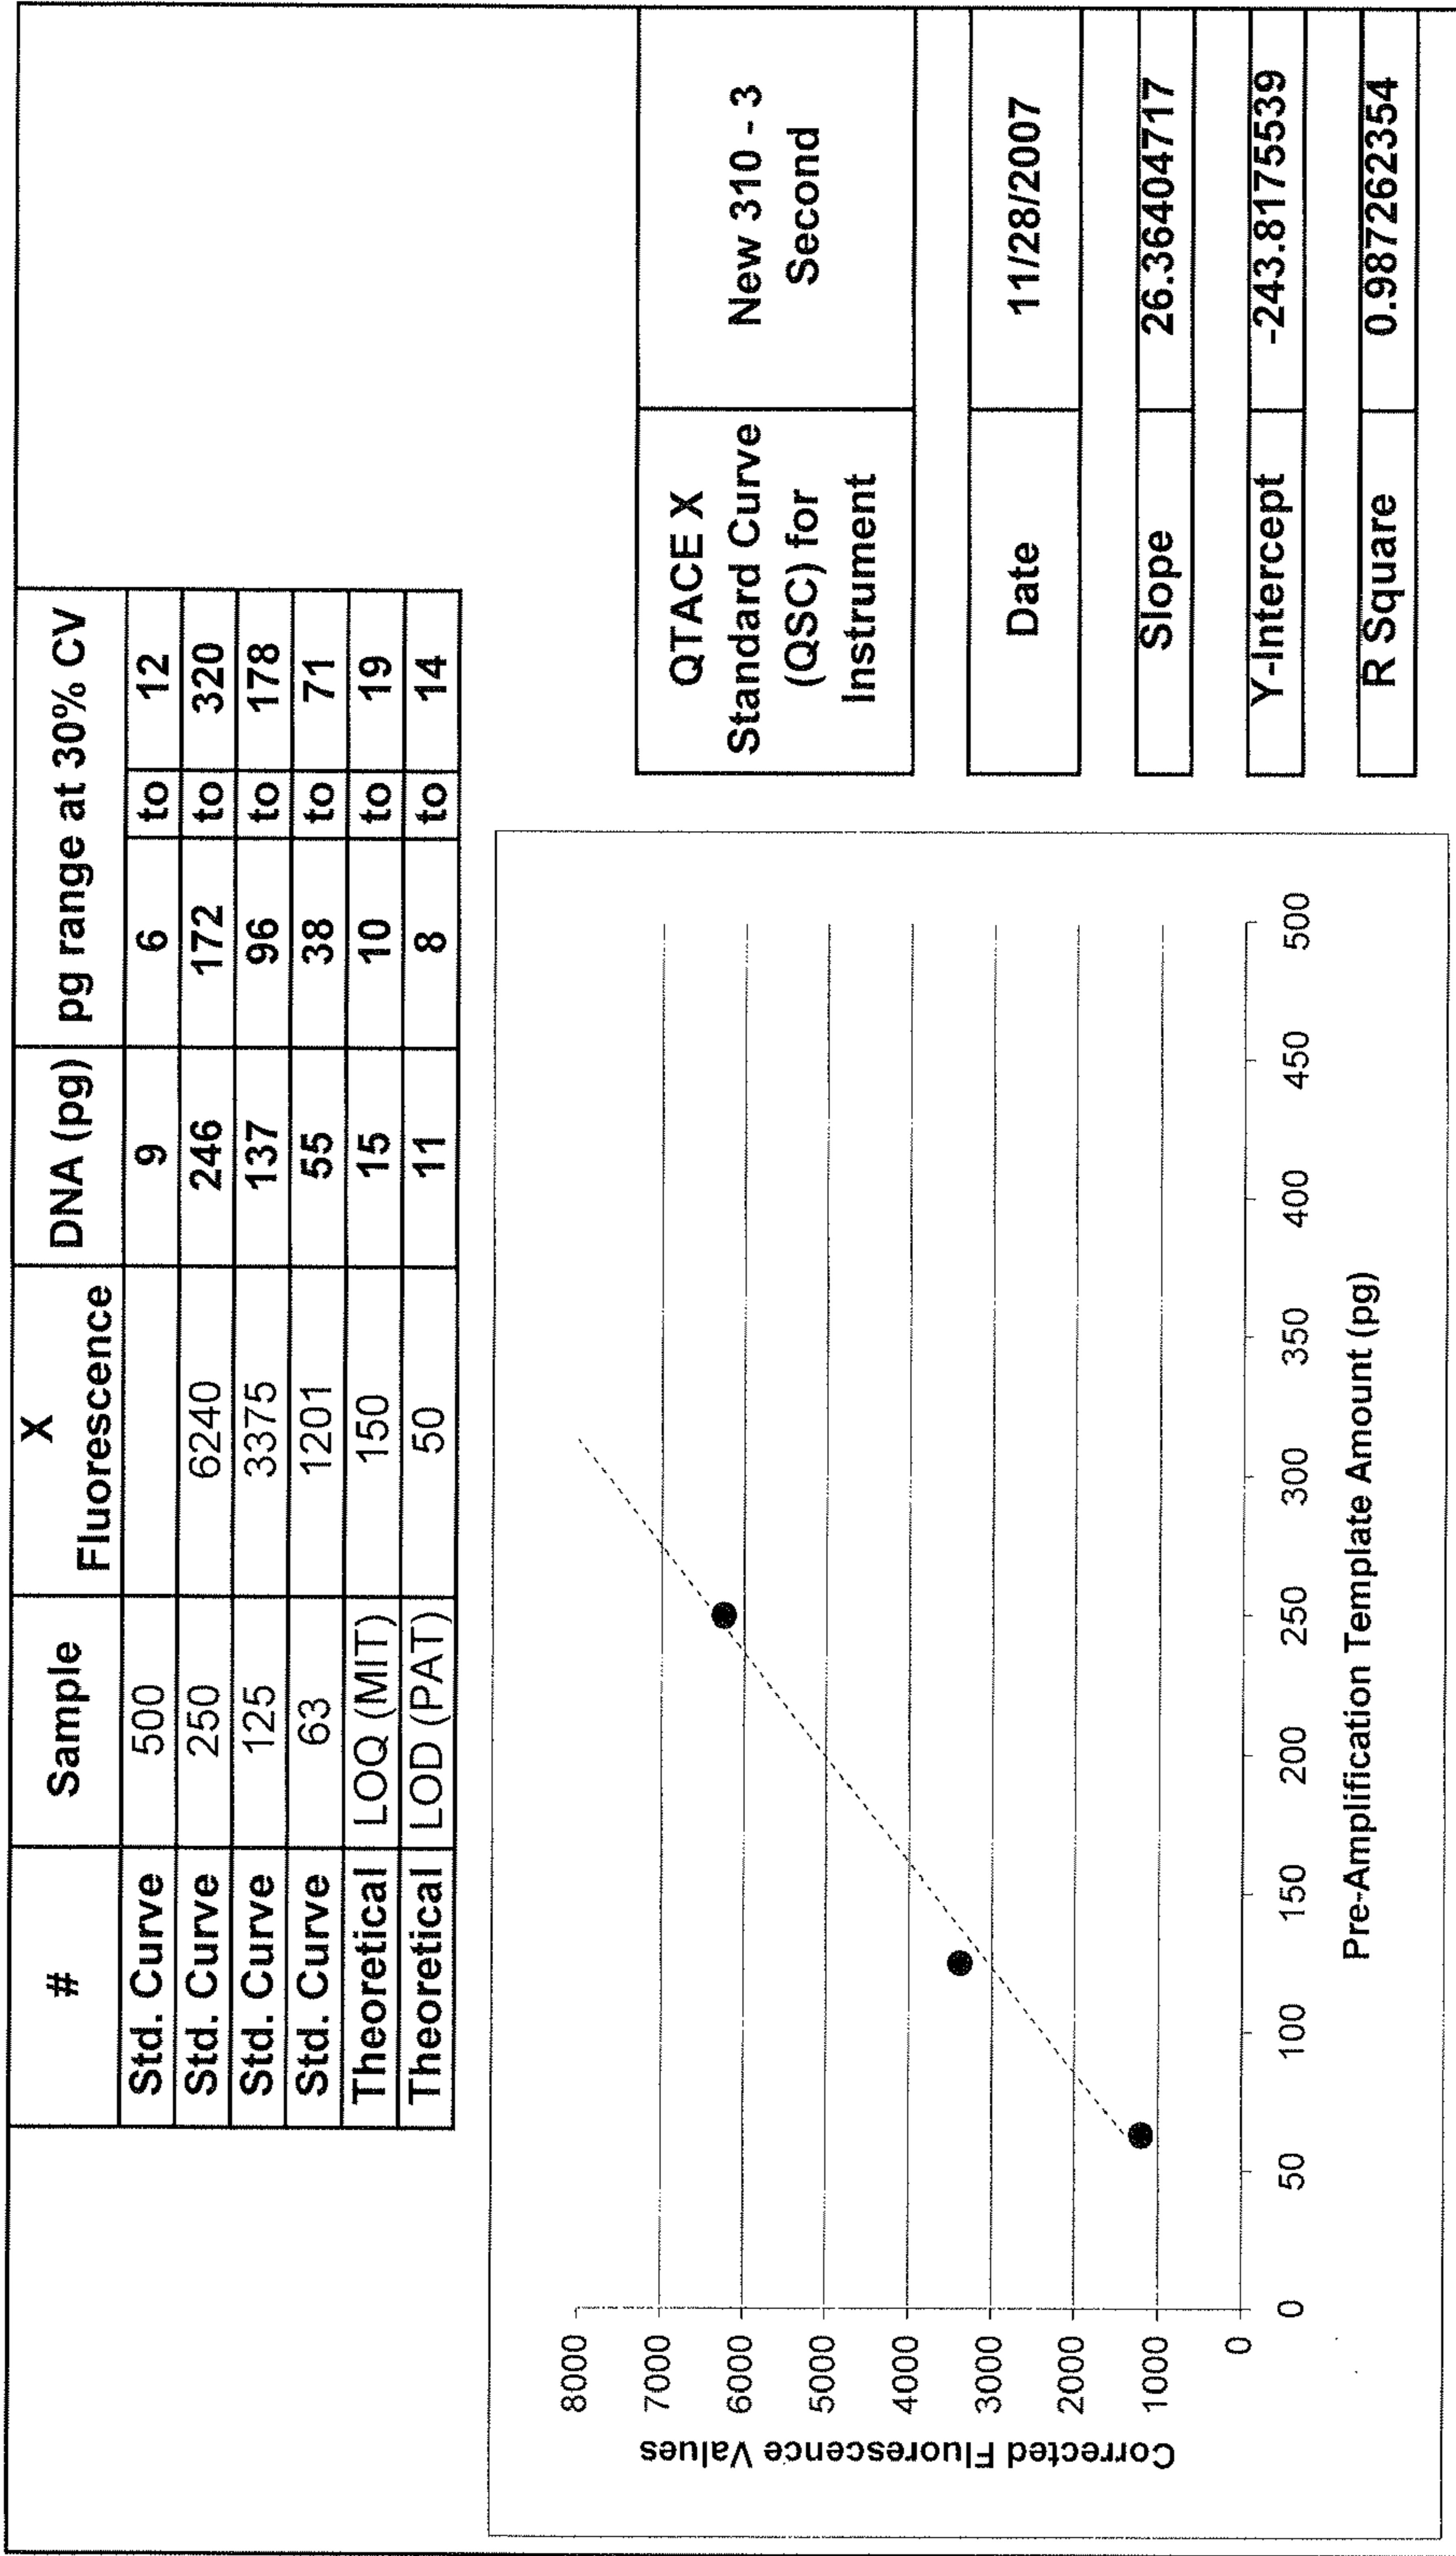 # Sample X Fluorescence DNA (pg) pg range at 30% CV
Std. Curve 500 9 6 to 12
Std. Curve 250 6240 246 172 to 320
Std. Curve 125 3375 137 96 to 178
Std. Curve 63 1201 55 38 to 71
Theoretical LOQ (MIT) 150 15 10 to 19
Theoretical LOD (PAT) 50 11 8 to 14
Corrected Fluorescence Values
8000
7000
6000
5000
4000
3000
2000
1000
0
0 50 100 150 200 250 300 350 400 450 500
Pre-Amplification Template Amount (pg)
QTACE X
Standard Curve
(QSC) for
Instrument
New 310 - 3
Second
Date 11/28/2007
Slope 26.36404717
Y-Intercept -243.8175539
R Square 0.987262354